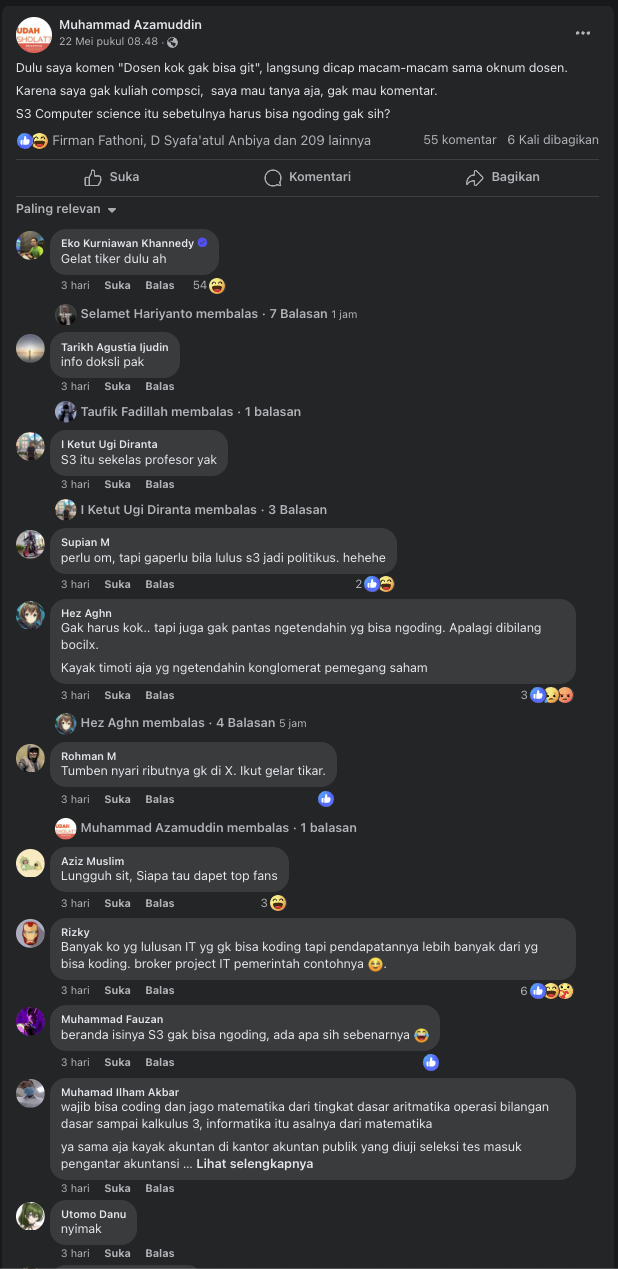 UDAH
SHOLAT?
Muhammad Azamuddin
22 Mei pukul 08.48 ·
Dulu saya komen "Dosen kok gak bisa git", langsung dicap macam-macam sama oknum dosen.
Karena saya gak kuliah compsci,  saya mau tanya aja, gak mau komentar.
S3 Computer science itu sebetulnya harus bisa ngoding gak sih?
Firman Fathoni, D Syafa'atul Anbiya dan 209 lainnya 55 komentar 6 Kali dibagikan
Suka Komentari Bagikan
Paling relevan
Eko Kurniawan Khannedy
Gelat tiker dulu ah
3 hari Suka Balas 54
Selamet Hariyanto membalas · 7 Balasan 1 jam
Tarikh Agustia Ijudin
info doksli pak
3 hari Suka Balas
Taufik Fadillah membalas · 1 balasan
I Ketut Ugi Diranta
S3 itu sekelas profesor yak
3 hari Suka Balas
I Ketut Ugi Diranta membalas · 3 Balasan
Supian M
perlu om, tapi gaperlu bila lulus s3 jadi politikus. hehehe
3 hari Suka Balas 2
Hez Aghn
Gak harus kok.. tapi juga gak pantas ngetendahin yg bisa ngoding. Apalagi dibilang
bocilx.
Kayak timoti aja yg ngetendahin konglomerat pemegang saham
3 hari Suka Balas 3
Hez Aghn membalas · 4 Balasan 5 jam
Rohman M
Tumben nyari ributnya gk di X. Ikut gelar tikar.
3 hari Suka Balas
UDAH
SHOLAT?
Muhammad Azamuddin membalas · 1 balasan
Aziz Muslim
Lungguh sit, Siapa tau dapet top fans
3 hari Suka Balas 3
Rizky
Banyak ko yg lulusan IT yg gk bisa koding tapi pendapatannya lebih banyak dari yg
bisa koding. broker project IT pemerintah contohnya 😉.
3 hari Suka Balas 6
Muhammad Fauzan
beranda isinya S3 gak bisa ngoding, ada apa sih sebenarnya 😂
3 hari Suka Balas
Muhamad Ilham Akbar
wajib bisa coding dan jago matematika dari tingkat dasar aritmatika operasi bilangan
dasar sampai kalkulus 3, informatika itu asalnya dari matematika
ya sama aja kayak akuntan di kantor akuntan publik yang diuji seleksi tes masuk
pengantar akuntansi ... Lihat selengkapnya
3 hari Suka Balas
Utomo Danu
nyimak
3 hari Suka Balas